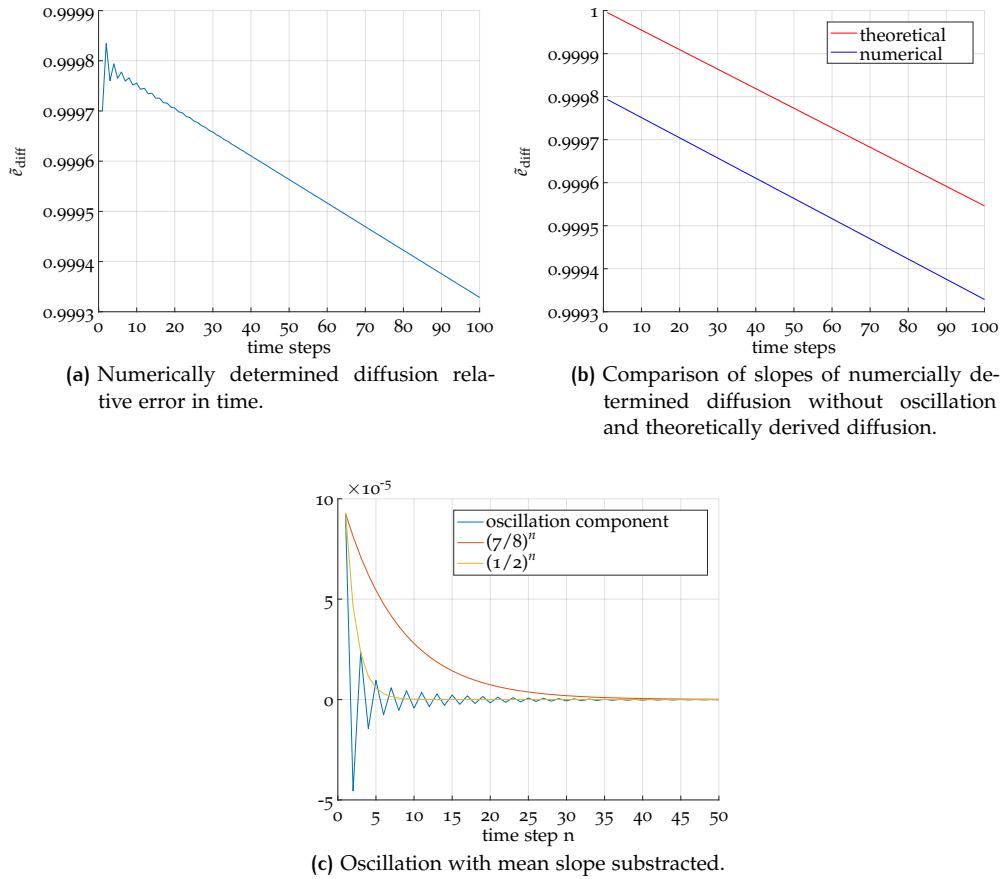 0.9999
0.9998
0.9997
0.9996
0.9995
0.9994
0.9993
ẽdiff
0 10 20 30 40 50 60 70 80 90 100
time steps
(a) Numerically determined diffusion rela-
tive error in time.
1
0.9999
0.9998
0.9997
0.9996
0.9995
0.9994
0.9993
ẽdiff
theoretical
numerical
0 10 20 30 40 50 60 70 80 90 100
time steps
(b) Comparison of slopes of numercially de-
termined diffusion without oscillation
and theoretically derived diffusion.
×10⁻⁵
10
5
0
-5
oscillation component
(7/8)ⁿ
(1/2)ⁿ
0 5 10 15 20 25 30 35 40 45 50
time step n
(c) Oscillation with mean slope substracted.